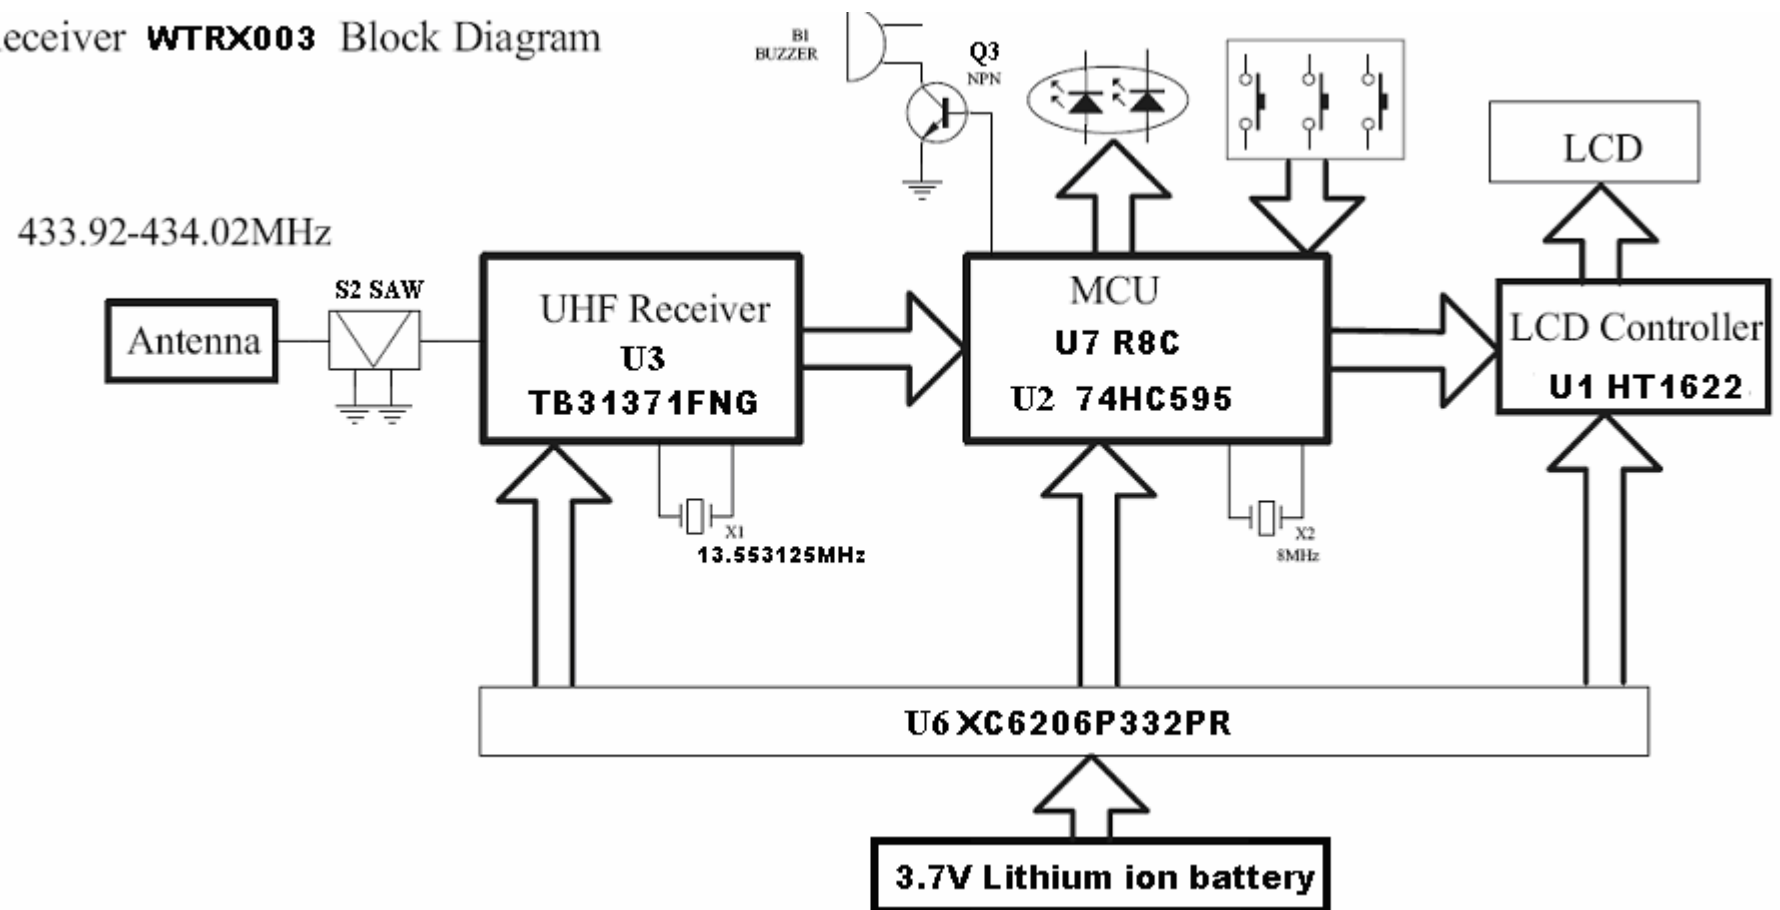 eceiver WTRX003 Block Diagram
B1
BUZZER
Q3
NPN
LCD
433.92-434.02MHz
S2 SAW
Antenna
UHF Receiver
U3
TB31371FNG
MCU
U7 R8C
U2 74HC595
LCD Controller
U1 HT1622
X1
13.553125MHz
X2
8MHz
U6 XC6206P332PR
3.7V Lithium ion battery